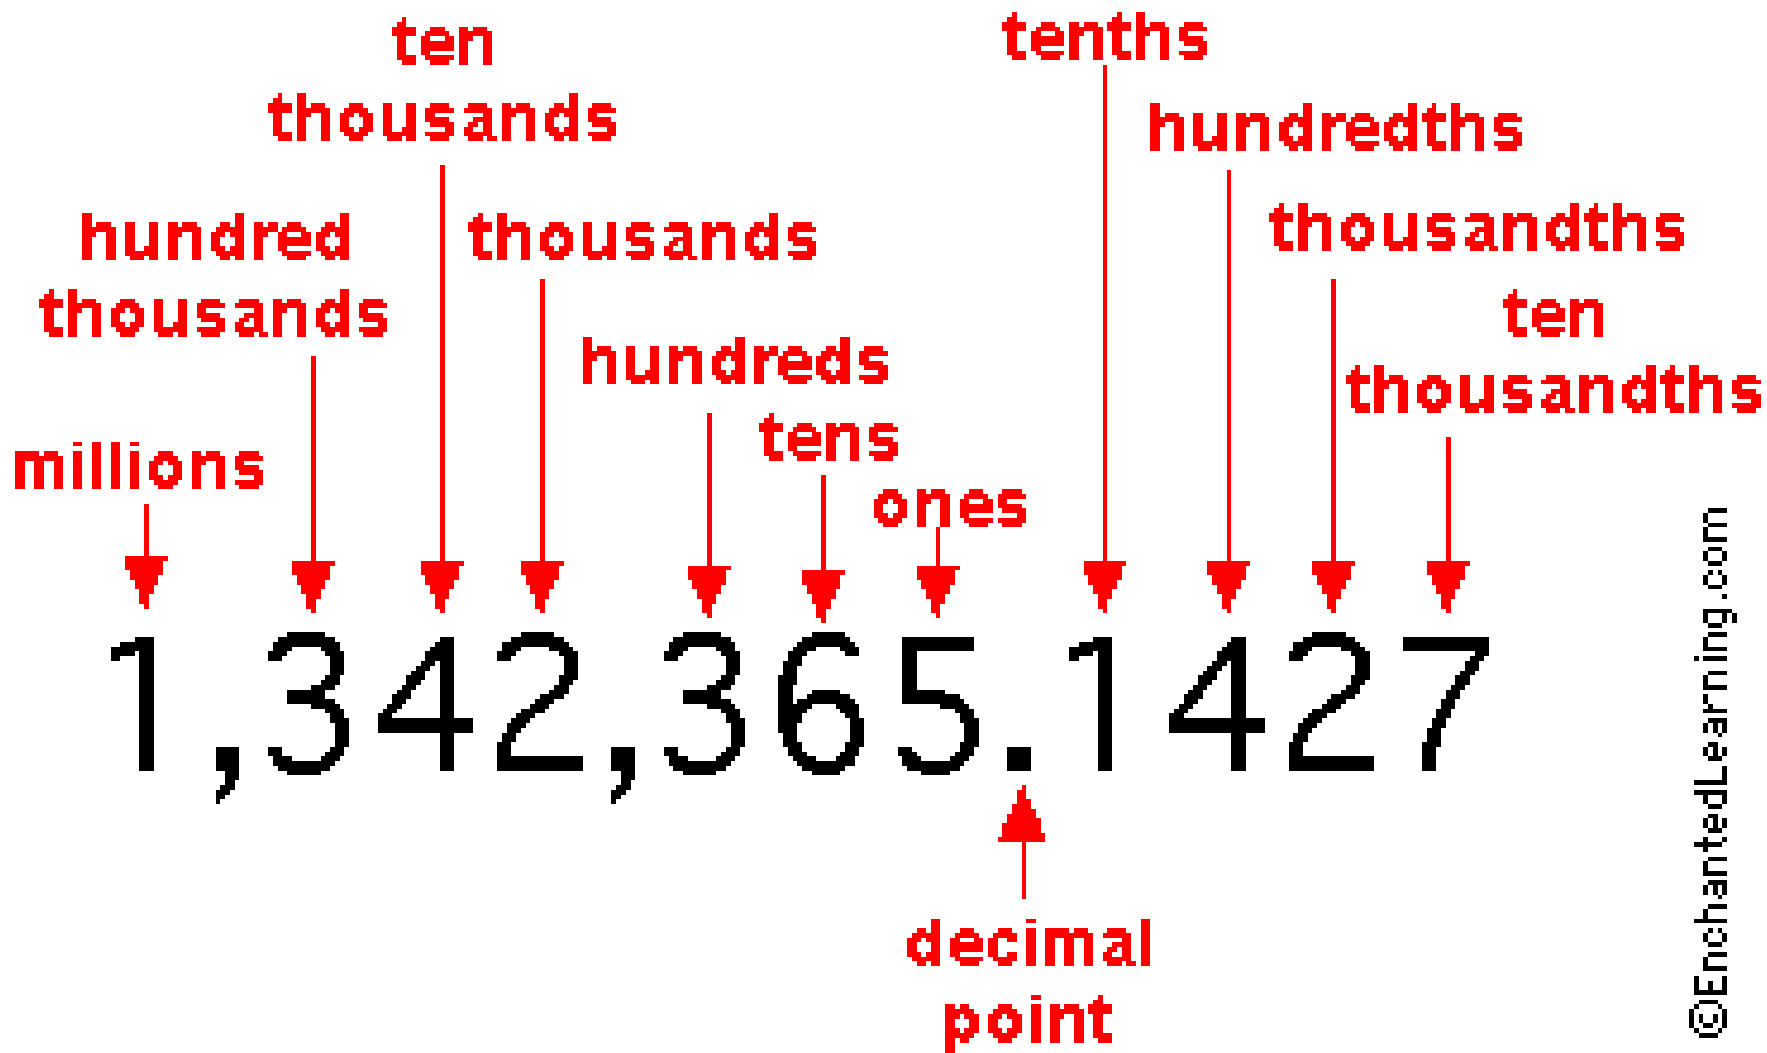 ten
thousands
tenths
hundredths
hundred
thousands
thousands
thousandths
ten
thousandths
hundreds
tens
millions
ones
1,342,365.1427
decimal
point
©EnchantedLearning.com